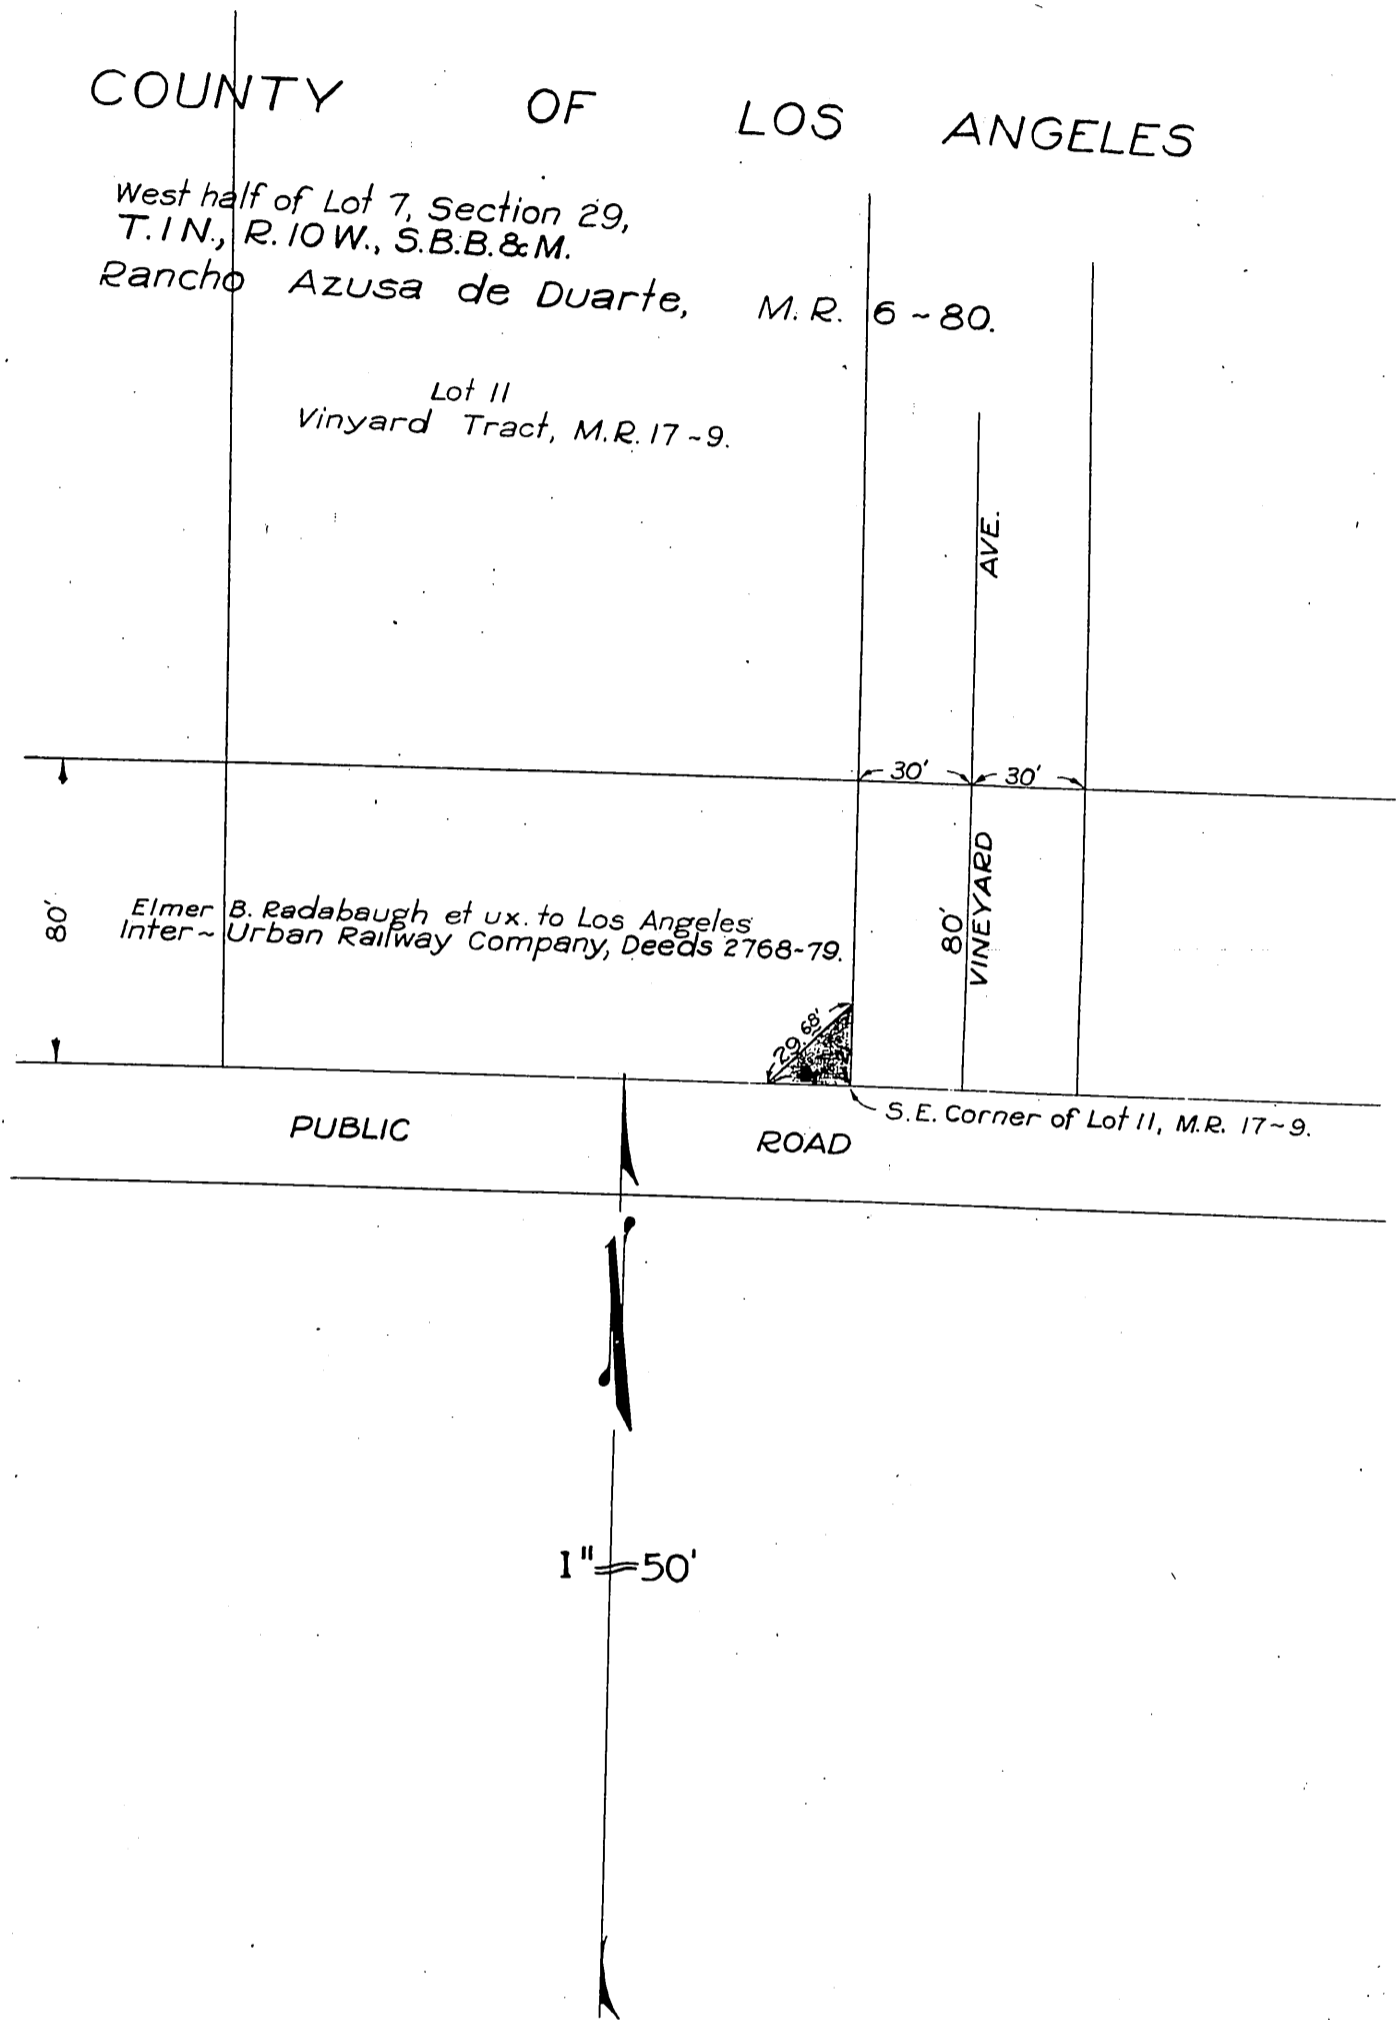 COUNTY OF LOS ANGELES
West half of Lot 7, Section 29,
T.1N., R.10W., S.B.B.&M.
Rancho Azusa de Duarte, M.R. 6~80.
Lot 11
Vinyard Tract, M.R. 17~9.
AVE.
30' 30'
80'
Elmer B. Radabaugh et ux. to Los Angeles
Inter~Urban Railway Company, Deeds 2768-79.
80'
VINEYARD
29.68'
S.E. Corner of Lot 11, M.R. 17~9.
PUBLIC ROAD
N
1"=50'